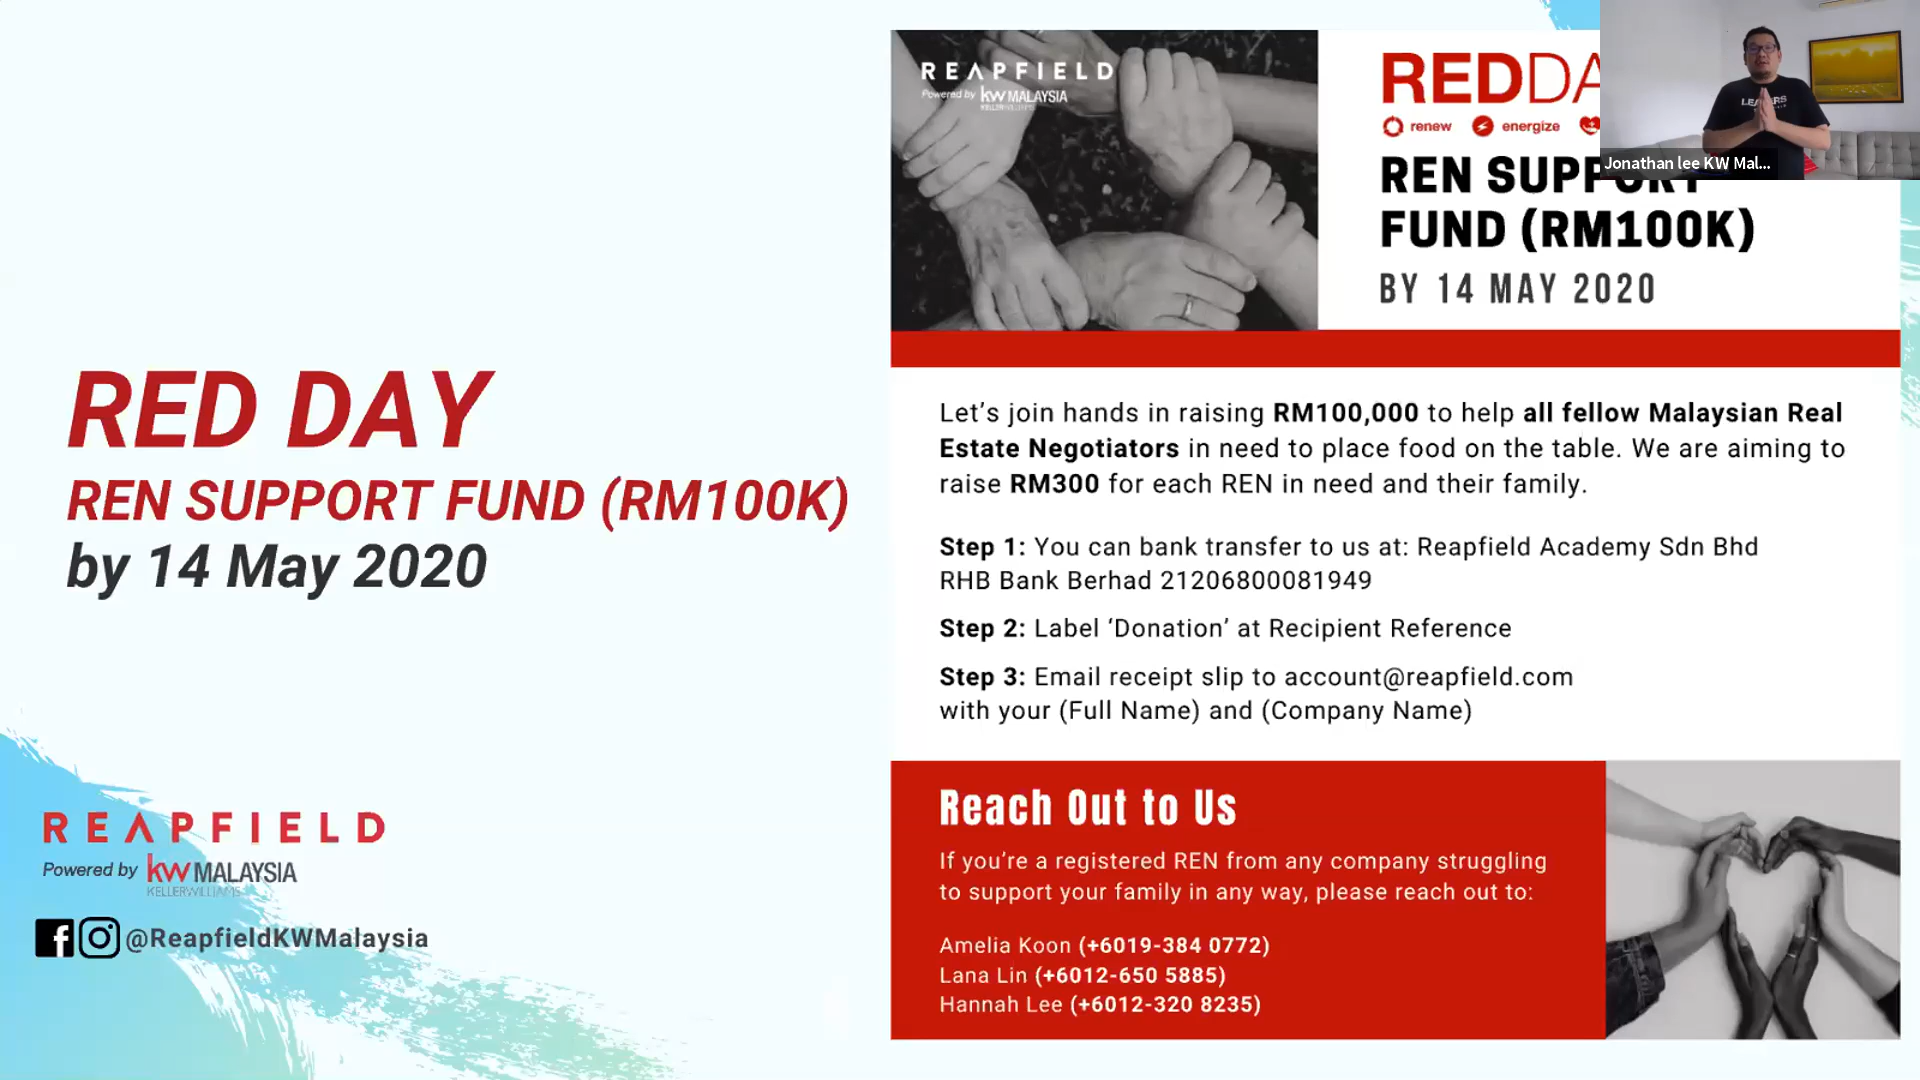 RED DAY
REN SUPPORT FUND (RM100K)
by 14 May 2020
REAPFIELD
Powered by kw MALAYSIA
KELLERWILLIAMS
@ReapfieldKWMalaysia
REAPFIELD
Powered by kw MALAYSIA
KELLERWILLIAMS
REDDA
renew energize
REN SUPPORT
FUND (RM100K)
BY 14 MAY 2020
LEADERS
Jonathan lee KW Mal...
Let's join hands in raising RM100,000 to help all fellow Malaysian Real
Estate Negotiators in need to place food on the table. We are aiming to
raise RM300 for each REN in need and their family.
Step 1: You can bank transfer to us at: Reapfield Academy Sdn Bhd
RHB Bank Berhad 21206800081949
Step 2: Label ‘Donation’ at Recipient Reference
Step 3: Email receipt slip to account@reapfield.com
with your (Full Name) and (Company Name)
Reach Out to Us
If you're a registered REN from any company struggling
to support your family in any way, please reach out to:
Amelia Koon (+6019-384 0772)
Lana Lin (+6012-650 5885)
Hannah Lee (+6012-320 8235)